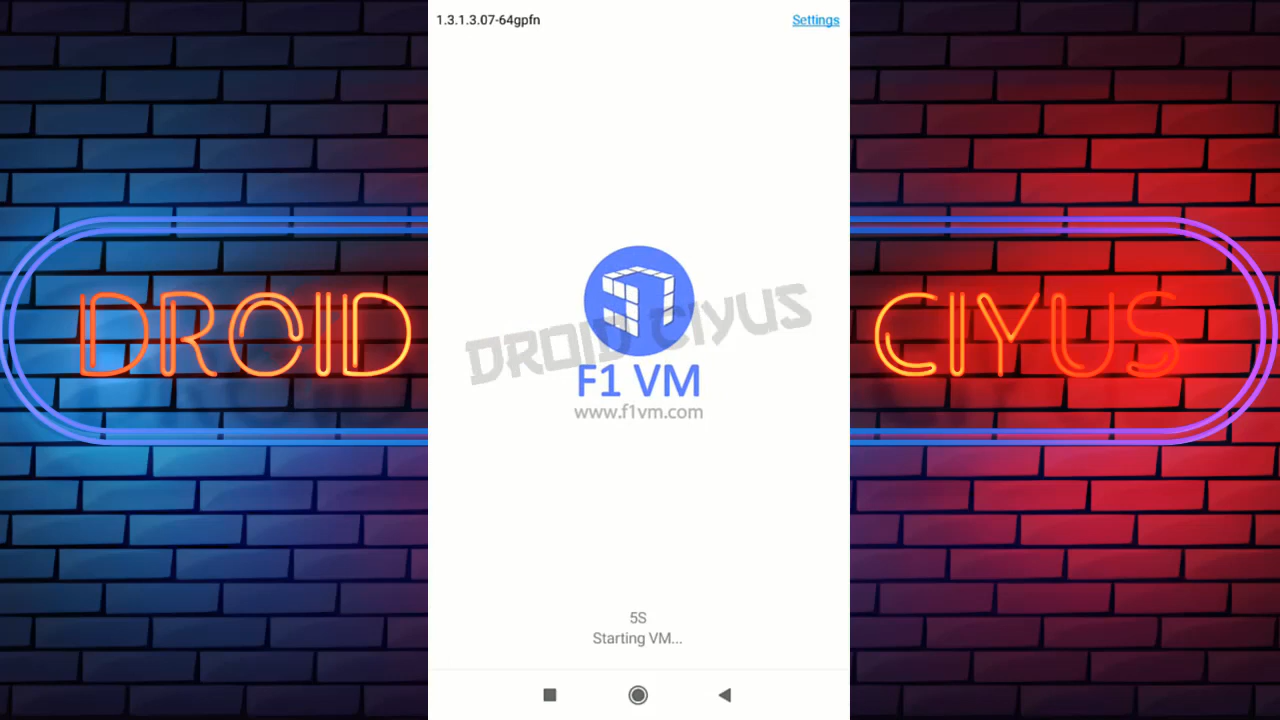 1.3.1.3.07-64gpfn
Settings
DROID
CIYUS
DROID CIYUS
F1 VM
www.f1vm.com
5S
Starting VM...